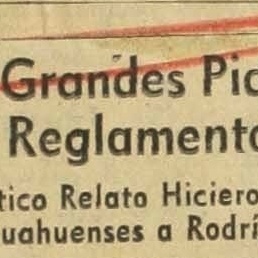 Grandes Pic
Reglamento
tico Relato Hiciero
uahuenses a Rodrí